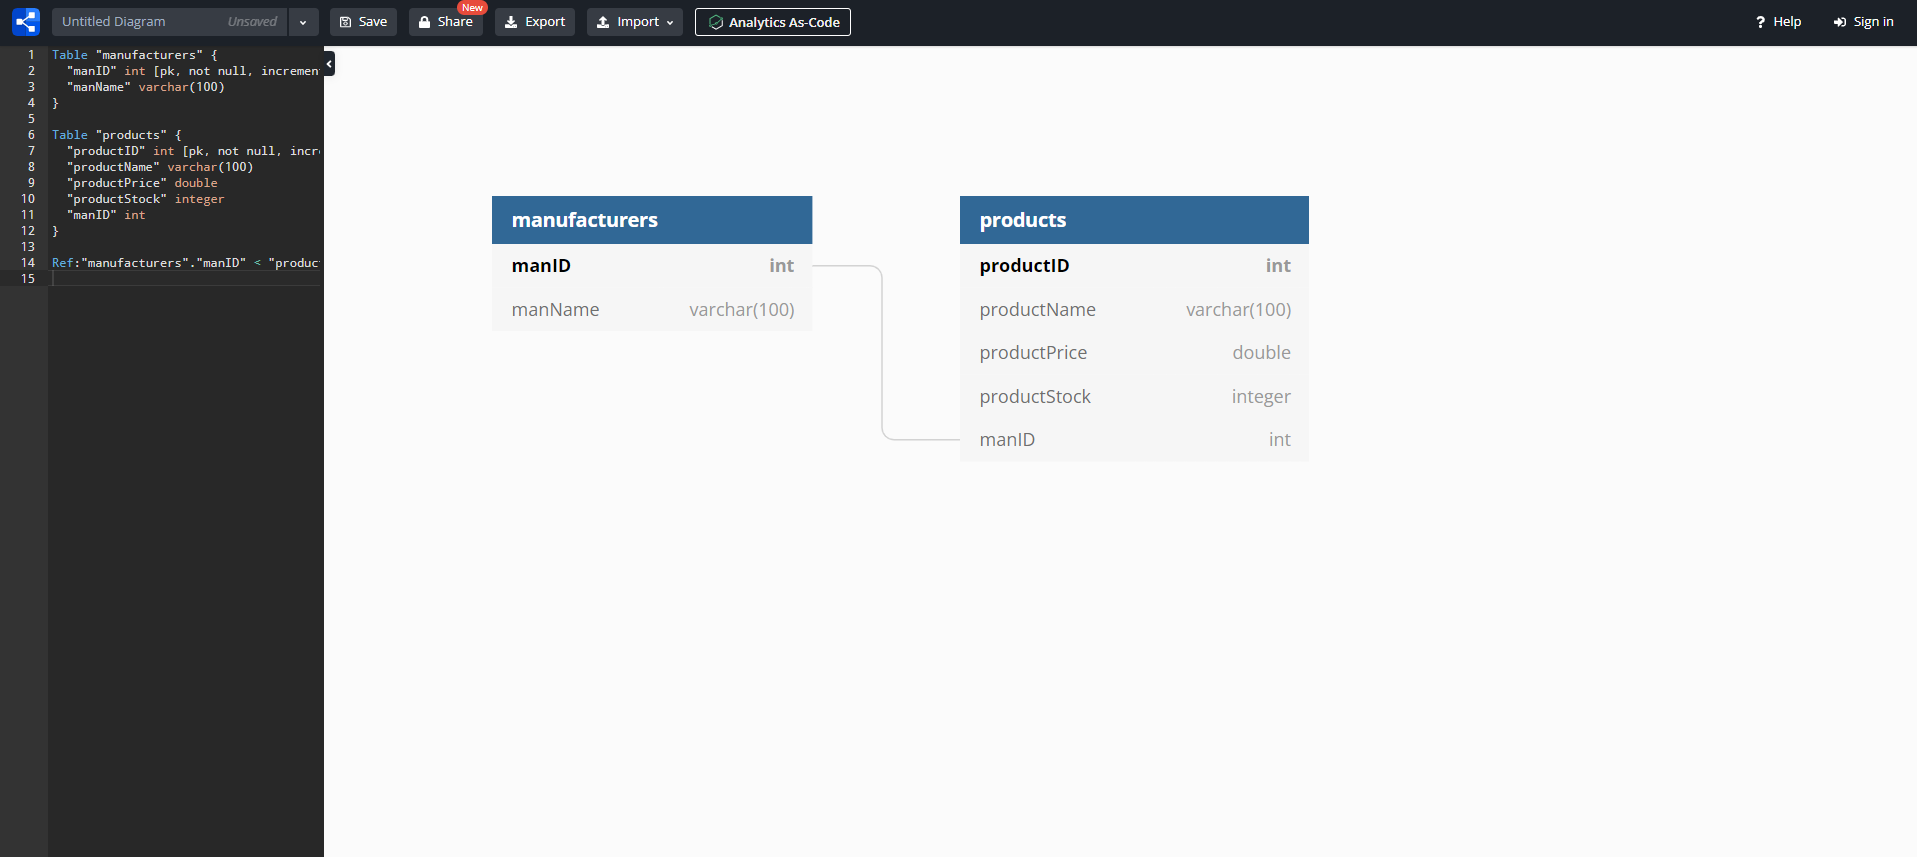 Untitled Diagram Unsaved Save Share New Export Import Analytics As-Code Help Sign in
1 Table "manufacturers" {
2 "manID" int [pk, not null, incremen
3 "manName" varchar(100)
4 }
5
6 Table "products" {
7 "productID" int [pk, not null, incr
8 "productName" varchar(100)
9 "productPrice" double
10 "productStock" integer
11 "manID" int
12 }
13
14 Ref:"manufacturers"."manID" < "produc
15
manufacturers
manID int
manName varchar(100)
products
productID int
productName varchar(100)
productPrice double
productStock integer
manID int